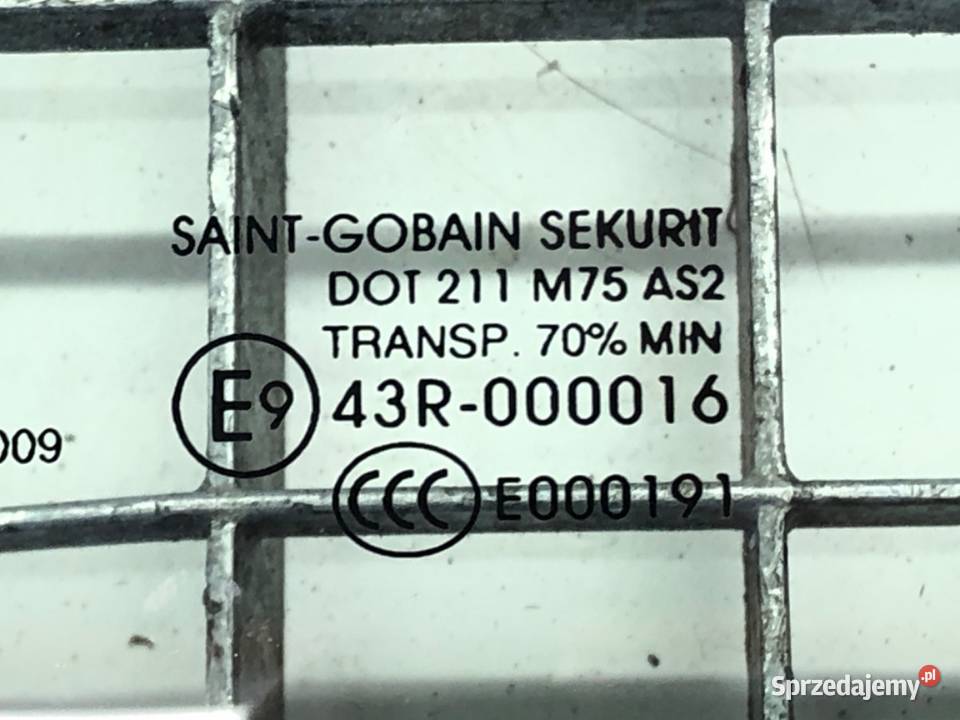 SAINT-GOBAIN SEKURIT
DOT 211 M75 AS2
TRANSP. 70% MIN
E9 43R-000016
009
CCC E000191
Sprzedajemy.pl